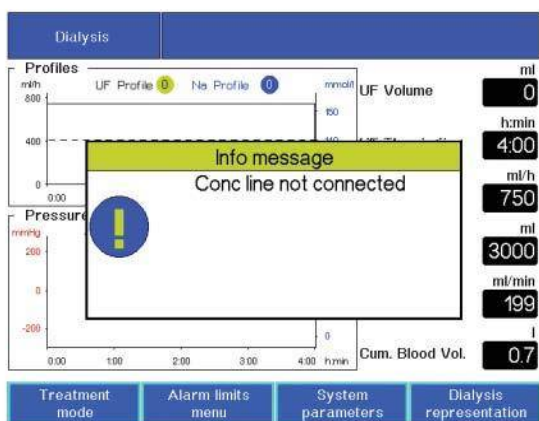 Dialysis
Profiles
ml/h
UF Profile 0 Na Profile 0
mmol/l
800
150
400
0
0:00
Info message
Conc line not connected
!
Pressure
mmHg
200
0
-200
0
0:00 1:00 2:00 3:00 4:00 h:min
ml
UF Volume 0
h:min
4:00
ml/h
750
ml
3000
ml/min
199
l
Cum. Blood Vol. 0.7
Treatment mode
Alarm limits menu
System parameters
Dialysis representation